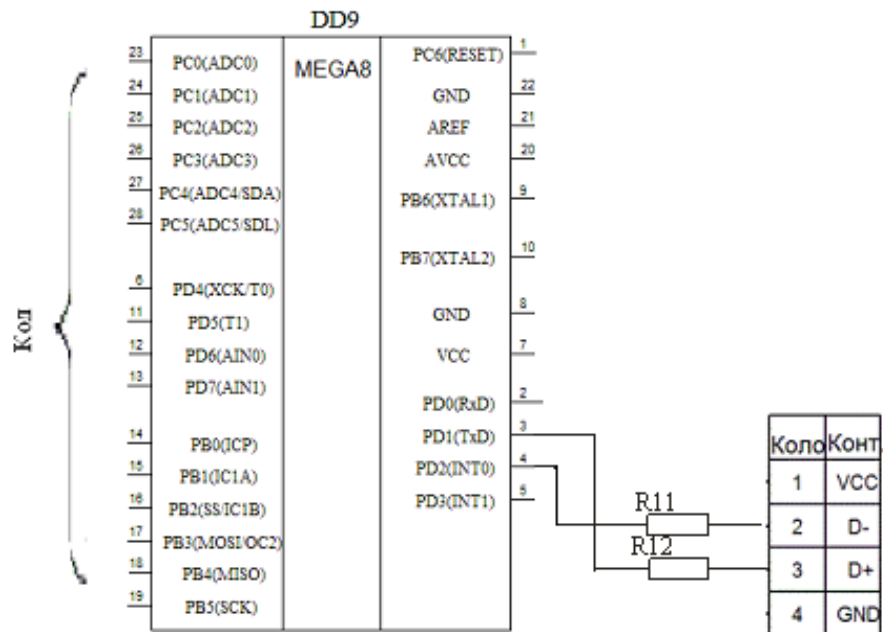 DD9
MEGA8
Кол
23 PC0(ADC0)
24 PC1(ADC1)
25 PC2(ADC2)
26 PC3(ADC3)
27 PC4(ADC4/SDA)
28 PC5(ADC5/SDL)
6 PD4(XCK/T0)
11 PD5(T1)
12 PD6(AIN0)
13 PD7(AIN1)
14 PB0(ICP)
15 PB1(IC1A)
16 PB2(SS/IC1B)
17 PB3(MOSI/OC2)
18 PB4(MISO)
19 PB5(SCK)
PC6(RESET) 1
GND 22
AREF 21
AVCC 20
PB6(XTAL1) 9
PB7(XTAL2) 10
GND 8
VCC 7
PD0(RxD) 2
PD1(TxD) 3
PD2(INT0) 4
PD3(INT1) 5
R11
R12
Коло Конт.
1 VCC
2 D-
3 D+
4 GND